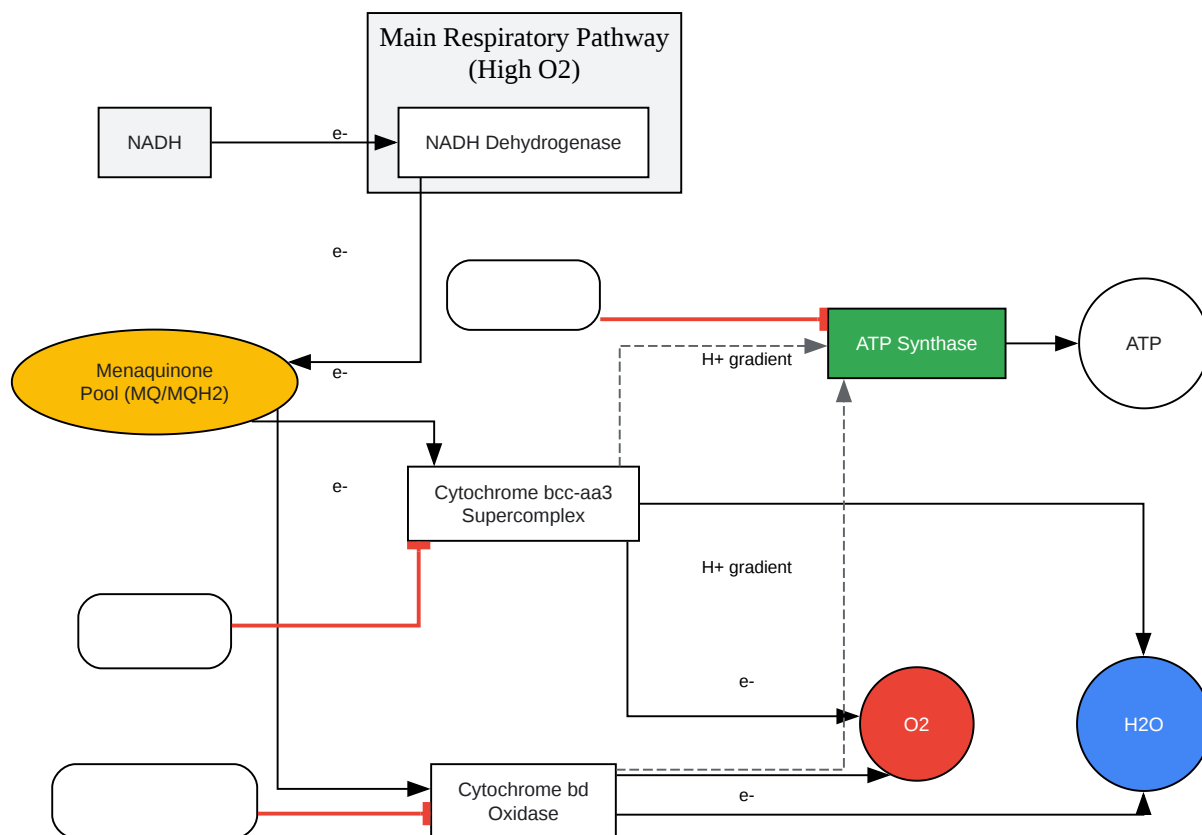 Main Respiratory Pathway
(High O2)
NADH
e-
NADH Dehydrogenase
e-
H+ gradient
ATP Synthase
ATP
Menaquinone
Pool (MQ/MQH2)
e-
e-
Cytochrome bcc-aa3
Supercomplex
H+ gradient
e-
O2
H2O
Cytochrome bd
Oxidase
e-